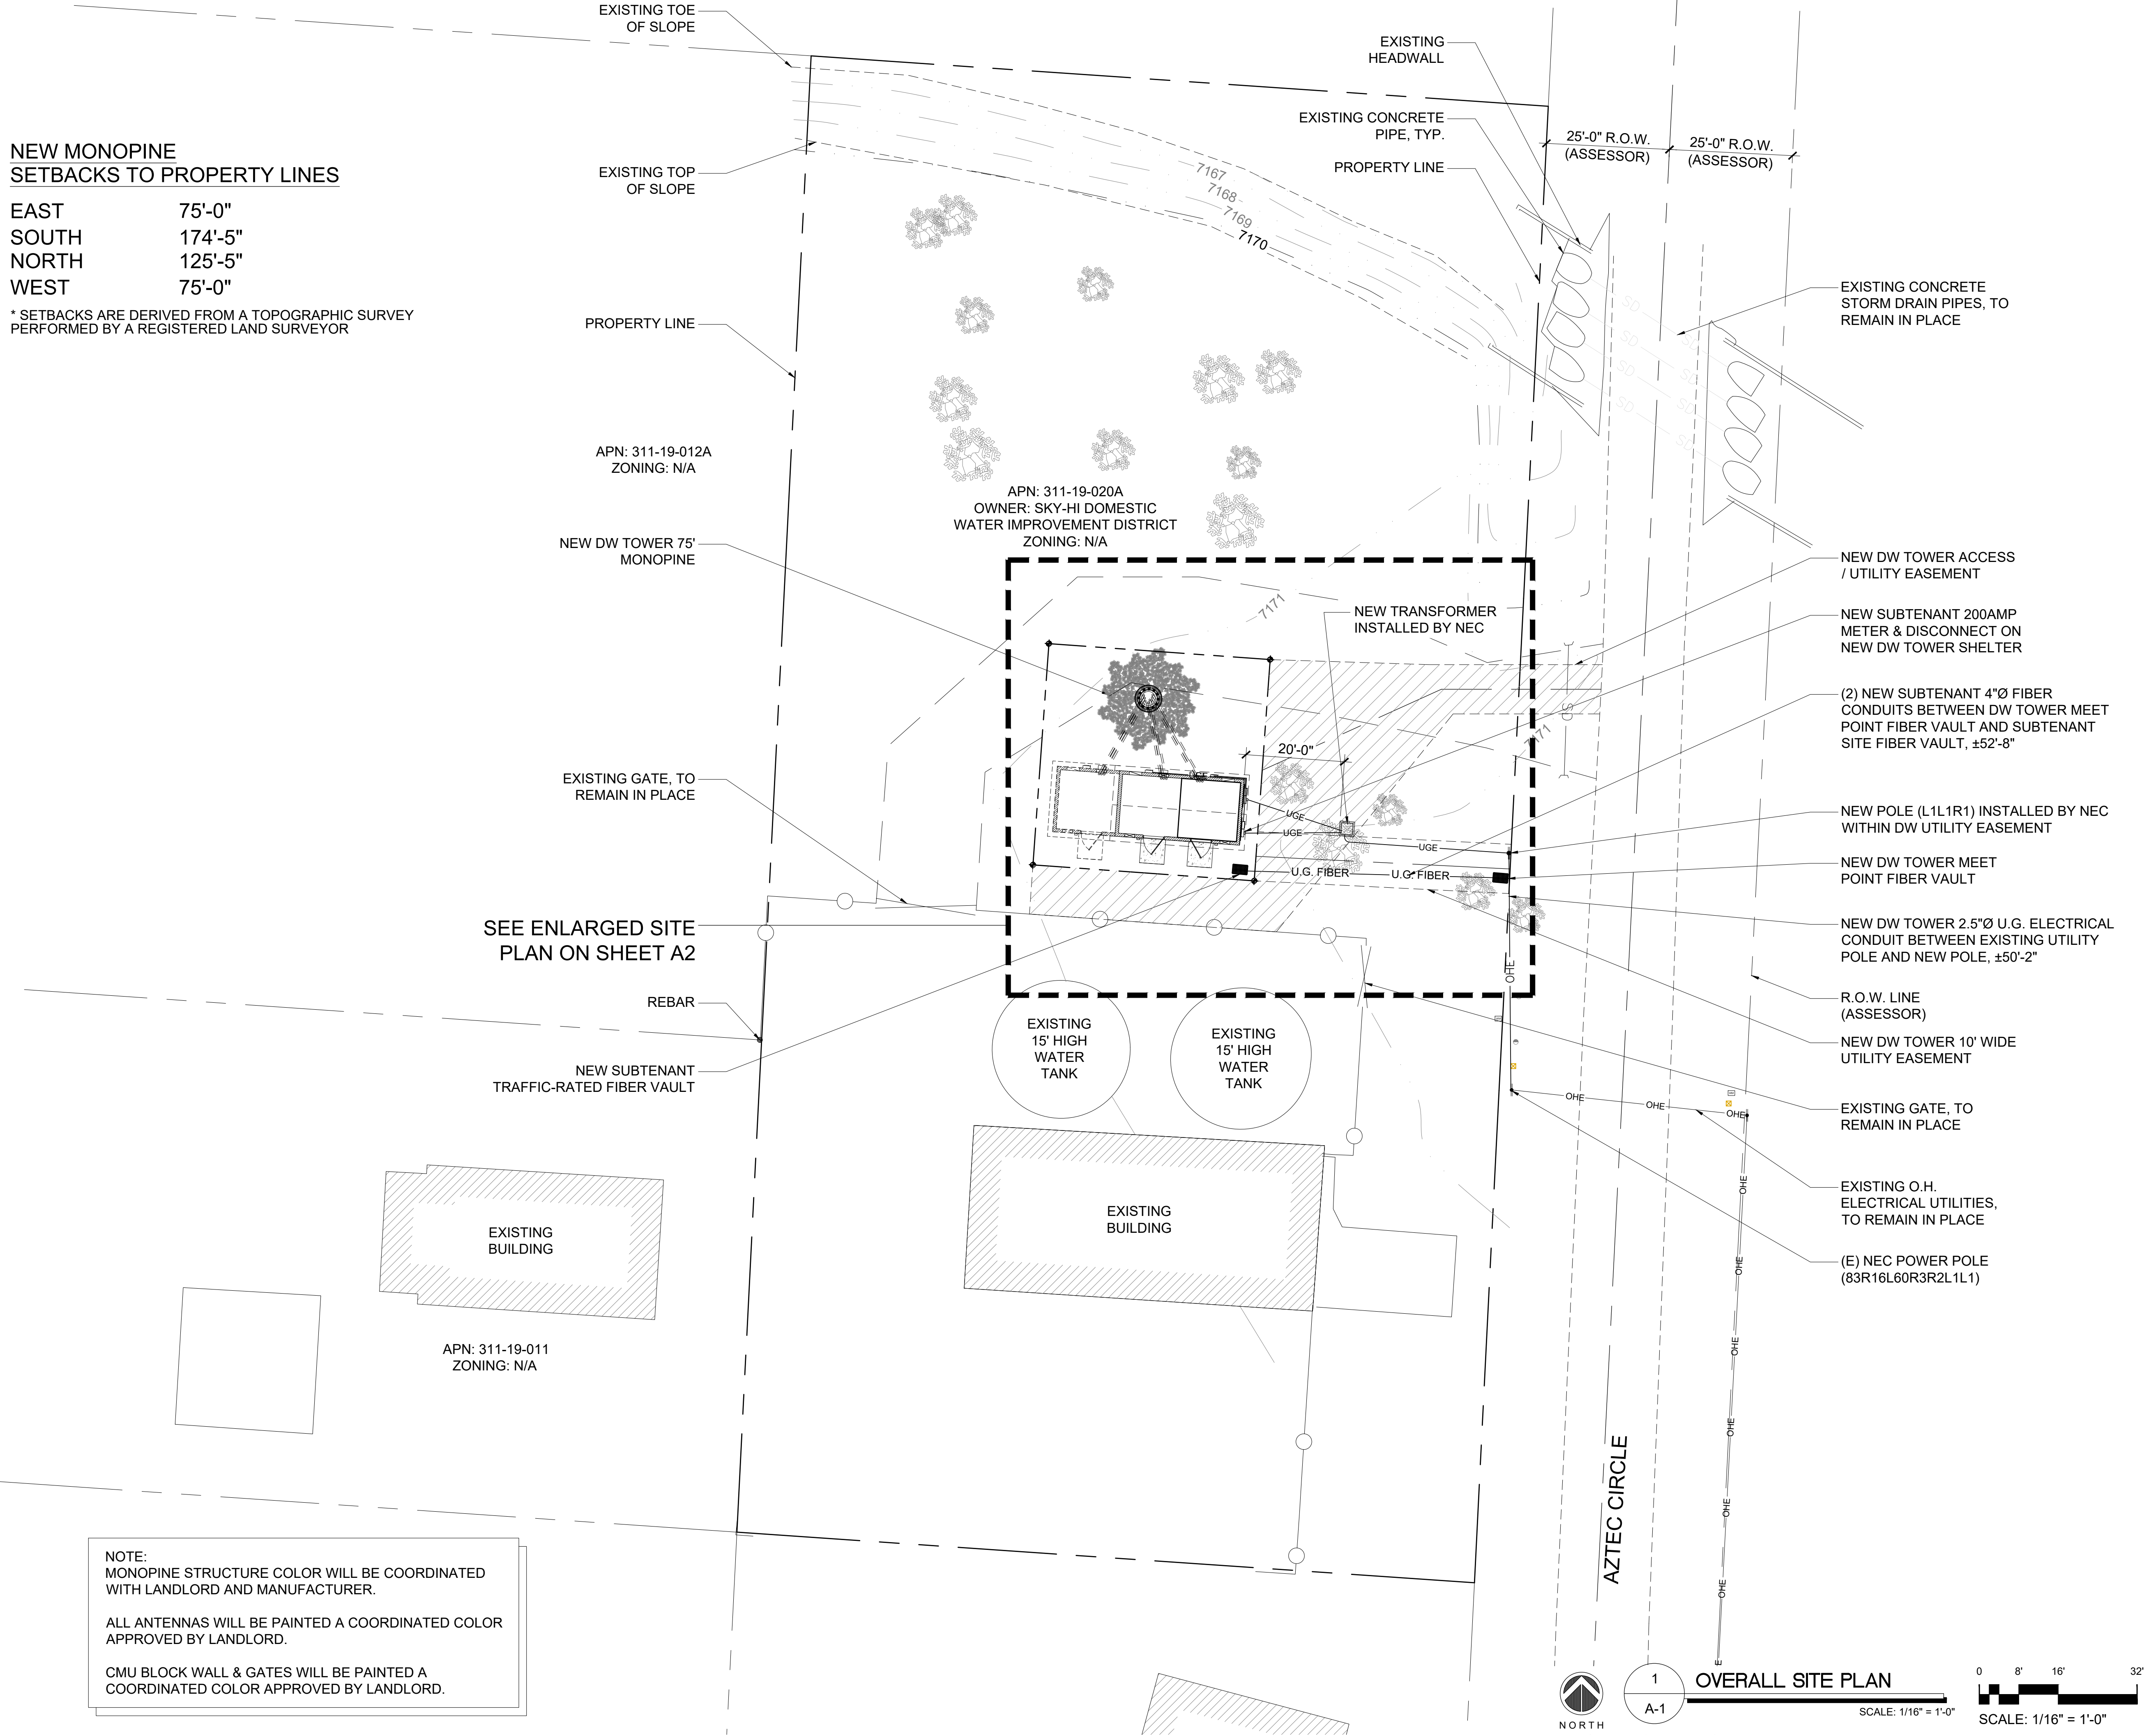 NEW MONOPINE
SETBACKS TO PROPERTY LINES
EAST 75'-0"
SOUTH 174'-5"
NORTH 125'-5"
WEST 75'-0"
* SETBACKS ARE DERIVED FROM A TOPOGRAPHIC SURVEY
PERFORMED BY A REGISTERED LAND SURVEYOR
EXISTING TOE
OF SLOPE
EXISTING TOP
OF SLOPE
PROPERTY LINE
APN: 311-19-012A
ZONING: N/A
NEW DW TOWER 75'
MONOPINE
EXISTING GATE, TO
REMAIN IN PLACE
SEE ENLARGED SITE
PLAN ON SHEET A2
REBAR
NEW SUBTENANT
TRAFFIC-RATED FIBER VAULT
EXISTING
BUILDING
APN: 311-19-011
ZONING: N/A
EXISTING
HEADWALL
EXISTING CONCRETE
PIPE, TYP.
PROPERTY LINE
25'-0" R.O.W.
(ASSESSOR)
25'-0" R.O.W.
(ASSESSOR)
7167
7168
7169
7170
SD
SD
SD
SD
SD
SD
SD
SD
APN: 311-19-020A
OWNER: SKY-HI DOMESTIC
WATER IMPROVEMENT DISTRICT
ZONING: N/A
7171
NEW TRANSFORMER
INSTALLED BY NEC
SD
7171
20'-0"
UGE
UGE
UGE
U.G. FIBER
U.G. FIBER
OHE
EXISTING
15' HIGH
WATER
TANK
EXISTING
15' HIGH
WATER
TANK
EXISTING
BUILDING
OHE
OHE
OHE
OHE
OHE
OHE
OHE
OHE
OHE
AZTEC CIRCLE
EXISTING CONCRETE
STORM DRAIN PIPES, TO
REMAIN IN PLACE
NEW DW TOWER ACCESS
/ UTILITY EASEMENT
NEW SUBTENANT 200AMP
METER & DISCONNECT ON
NEW DW TOWER SHELTER
(2) NEW SUBTENANT 4"Ø FIBER
CONDUITS BETWEEN DW TOWER MEET
POINT FIBER VAULT AND SUBTENANT
SITE FIBER VAULT, ±52'-8"
NEW POLE (L1L1R1) INSTALLED BY NEC
WITHIN DW UTILITY EASEMENT
NEW DW TOWER MEET
POINT FIBER VAULT
NEW DW TOWER 2.5"Ø U.G. ELECTRICAL
CONDUIT BETWEEN EXISTING UTILITY
POLE AND NEW POLE, ±50'-2"
R.O.W. LINE
(ASSESSOR)
NEW DW TOWER 10' WIDE
UTILITY EASEMENT
EXISTING GATE, TO
REMAIN IN PLACE
EXISTING O.H.
ELECTRICAL UTILITIES,
TO REMAIN IN PLACE
(E) NEC POWER POLE
(83R16L60R3R2L1L1)
NOTE:
MONOPINE STRUCTURE COLOR WILL BE COORDINATED
WITH LANDLORD AND MANUFACTURER.
ALL ANTENNAS WILL BE PAINTED A COORDINATED COLOR
APPROVED BY LANDLORD.
CMU BLOCK WALL & GATES WILL BE PAINTED A
COORDINATED COLOR APPROVED BY LANDLORD.
NORTH
1
A-1
OVERALL SITE PLAN
SCALE: 1/16" = 1'-0"
0 8' 16' 32'
SCALE: 1/16" = 1'-0"